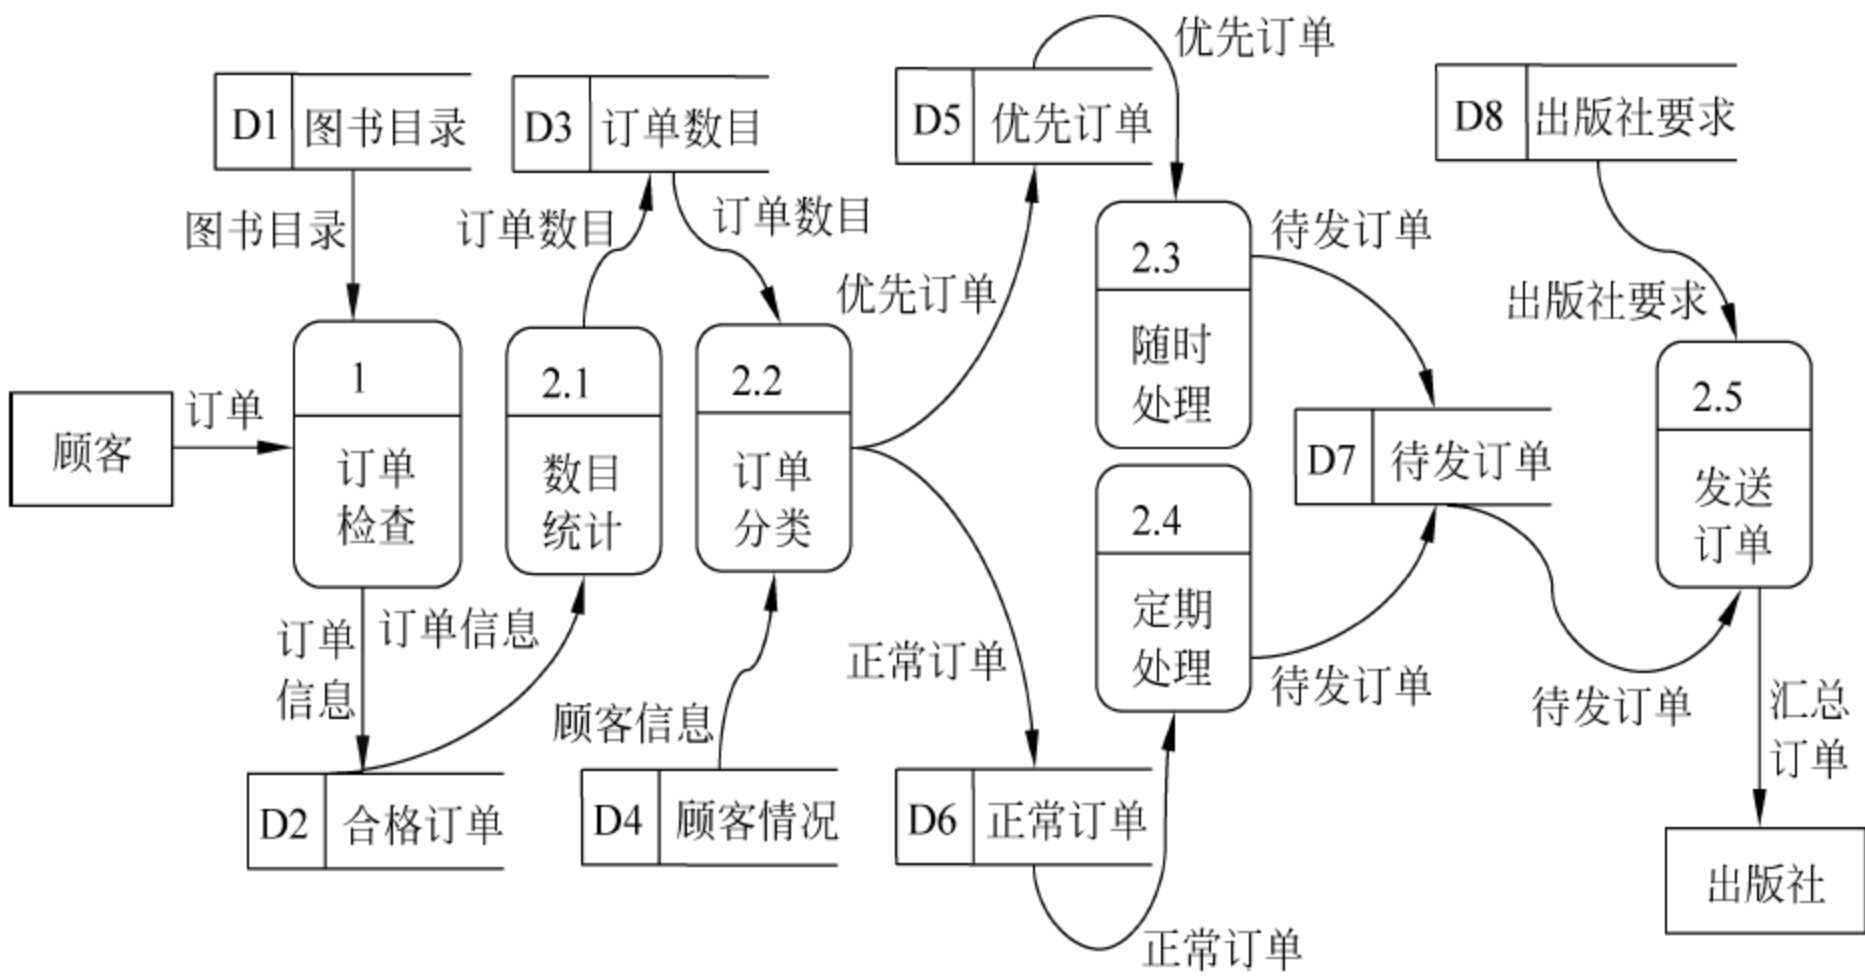 优先订单
D1 图书目录
D3 订单数目
D5 优先订单
D8 出版社要求
图书目录
订单数目
订单数目
优先订单
待发订单
出版社要求
顾客
订单
1
订单
检查
2.1
数目
统计
2.2
订单
分类
2.3
随时
处理
2.4
定期
处理
D7 待发订单
2.5
发送
订单
订单
信息
订单信息
顾客信息
正常订单
待发订单
待发订单
汇总
订单
D2 合格订单
D4 顾客情况
D6 正常订单
正常订单
出版社